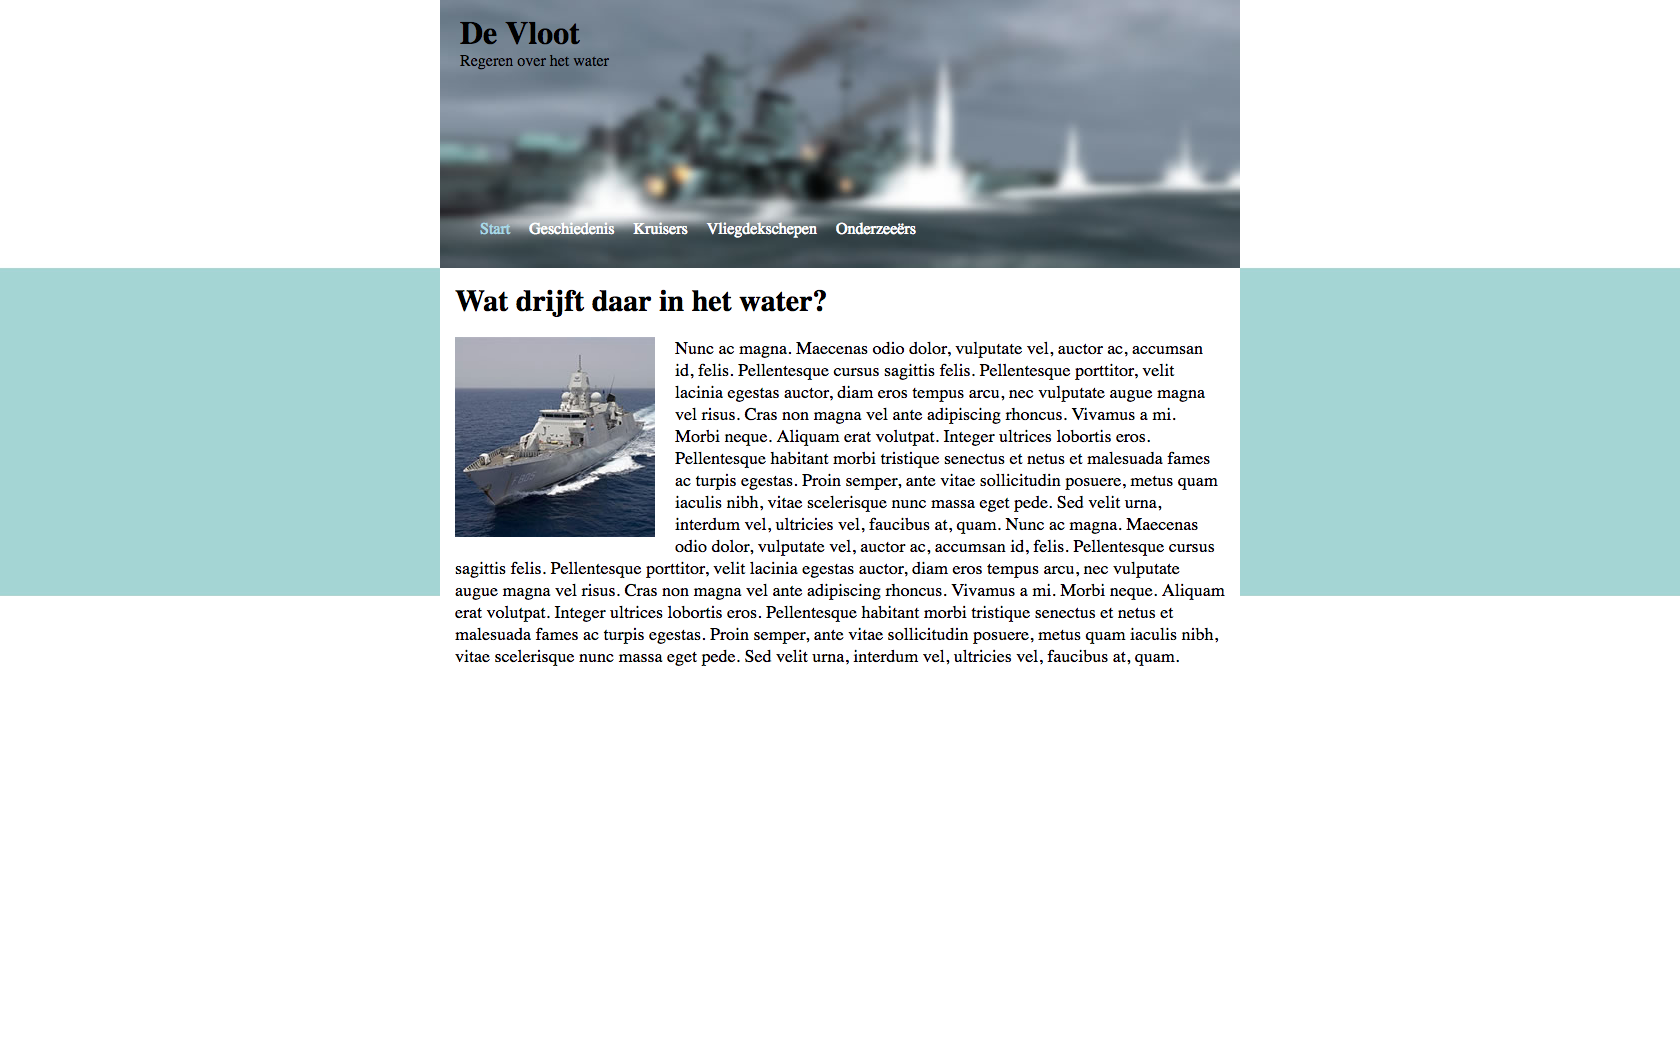 De Vloot
Regeren over het water
Start Geschiedenis Kruisers Vliegdekschepen Onderzeeërs
Wat drijft daar in het water?
Nunc ac magna. Maecenas odio dolor, vulputate vel, auctor ac, accumsan
id, felis. Pellentesque cursus sagittis felis. Pellentesque porttitor, velit
lacinia egestas auctor, diam eros tempus arcu, nec vulputate augue magna
vel risus. Cras non magna vel ante adipiscing rhoncus. Vivamus a mi.
Morbi neque. Aliquam erat volutpat. Integer ultrices lobortis eros.
Pellentesque habitant morbi tristique senectus et netus et malesuada fames
ac turpis egestas. Proin semper, ante vitae sollicitudin posuere, metus quam
iaculis nibh, vitae scelerisque nunc massa eget pede. Sed velit urna,
interdum vel, ultricies vel, faucibus at, quam. Nunc ac magna. Maecenas
odio dolor, vulputate vel, auctor ac, accumsan id, felis. Pellentesque cursus
sagittis felis. Pellentesque porttitor, velit lacinia egestas auctor, diam eros tempus arcu, nec vulputate
augue magna vel risus. Cras non magna vel ante adipiscing rhoncus. Vivamus a mi. Morbi neque. Aliquam
erat volutpat. Integer ultrices lobortis eros. Pellentesque habitant morbi tristique senectus et netus et
malesuada fames ac turpis egestas. Proin semper, ante vitae sollicitudin posuere, metus quam iaculis nibh,
vitae scelerisque nunc massa eget pede. Sed velit urna, interdum vel, ultricies vel, faucibus at, quam.